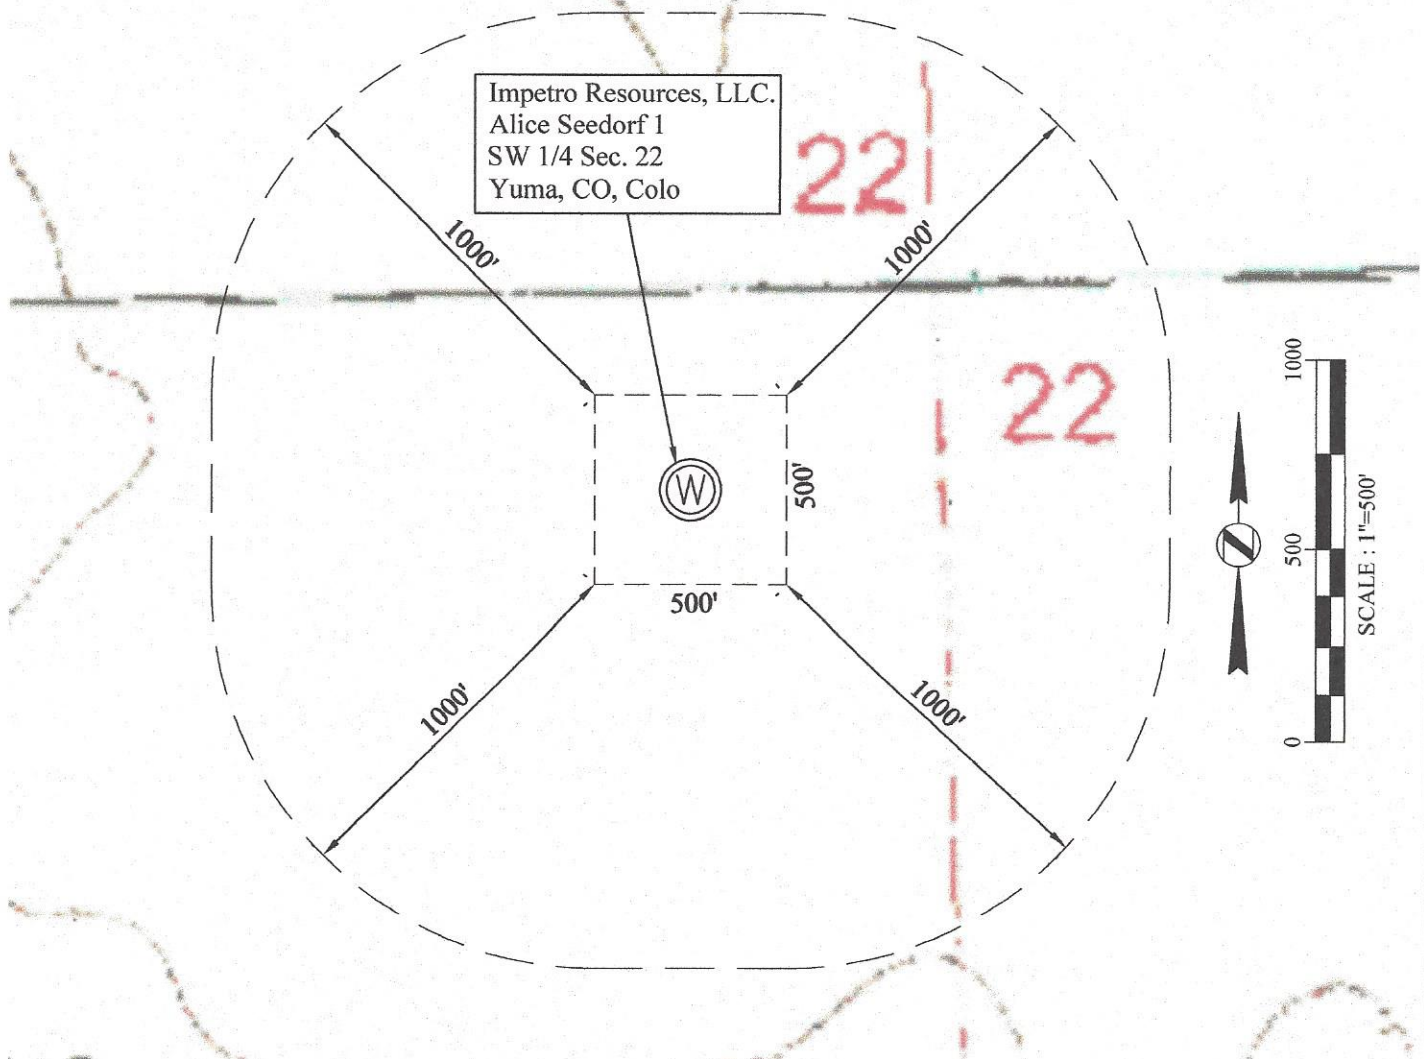 Impetro Resources, LLC.
Alice Seedorf 1
SW 1/4 Sec. 22
Yuma, CO, Colo
22
1000'
1000'
22
W
500'
500'
1000'
1000'
N
1000
500
0
SCALE : 1"=500'